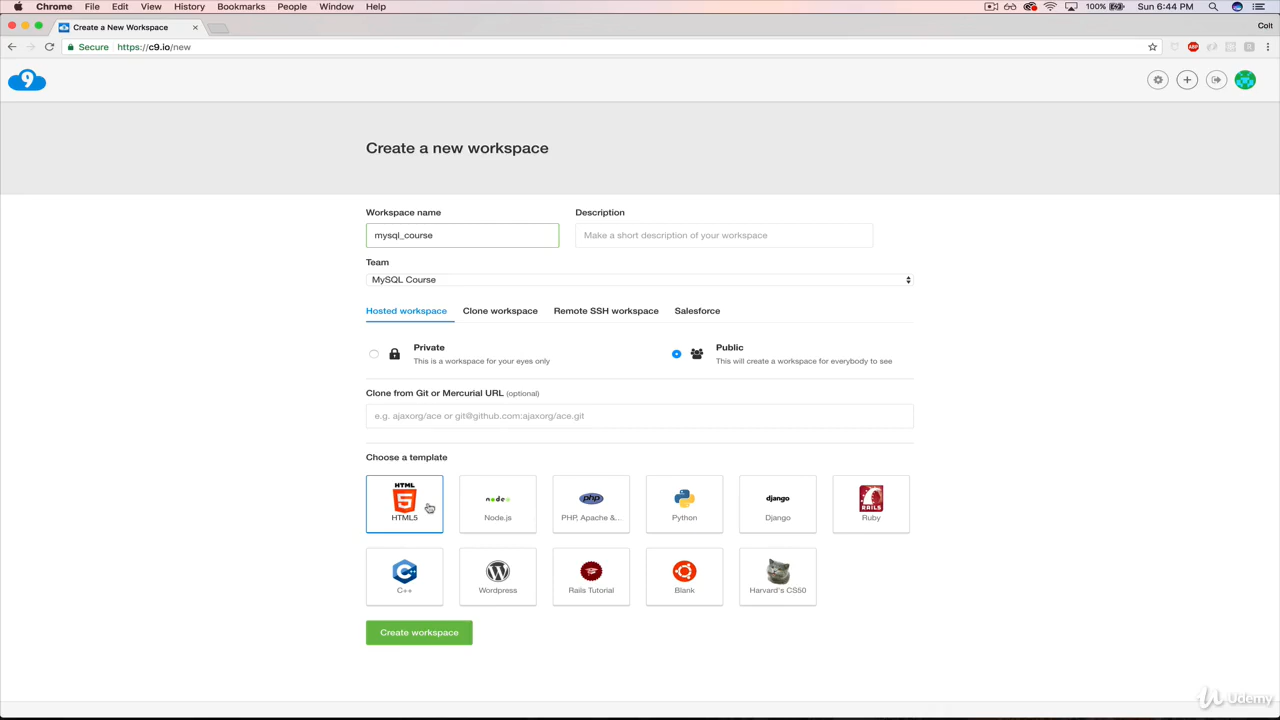 Chrome File Edit View History Bookmarks People Window Help 100% Sun 6:44 PM
Create a New Workspace Colt
Secure https://c9.io/new ABP
9
Create a new workspace
Workspace name Description
mysql_course Make a short description of your workspace
Team
MySQL Course
Hosted workspace Clone workspace Remote SSH workspace Salesforce
Private Public
This is a workspace for your eyes only This will create a workspace for everybody to see
Clone from Git or Mercurial URL (optional)
e.g. ajaxorg/ace or git@github.com:ajaxorg/ace.git
Choose a template
HTML
5 node php django RAILS
HTML5 Node.js PHP, Apache &... Python Django Ruby
C++ Wordpress Rails Tutorial Blank Harvard's CS50
Create workspace
Udemy